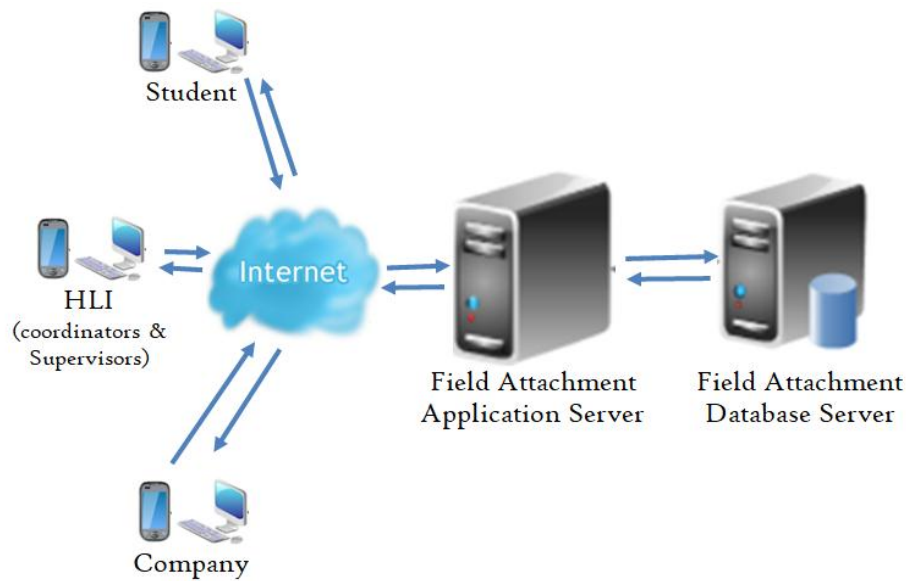 Student
Internet
HLI
(coordinators &
Supervisors)
Field Attachment
Application Server
Field Attachment
Database Server
Company